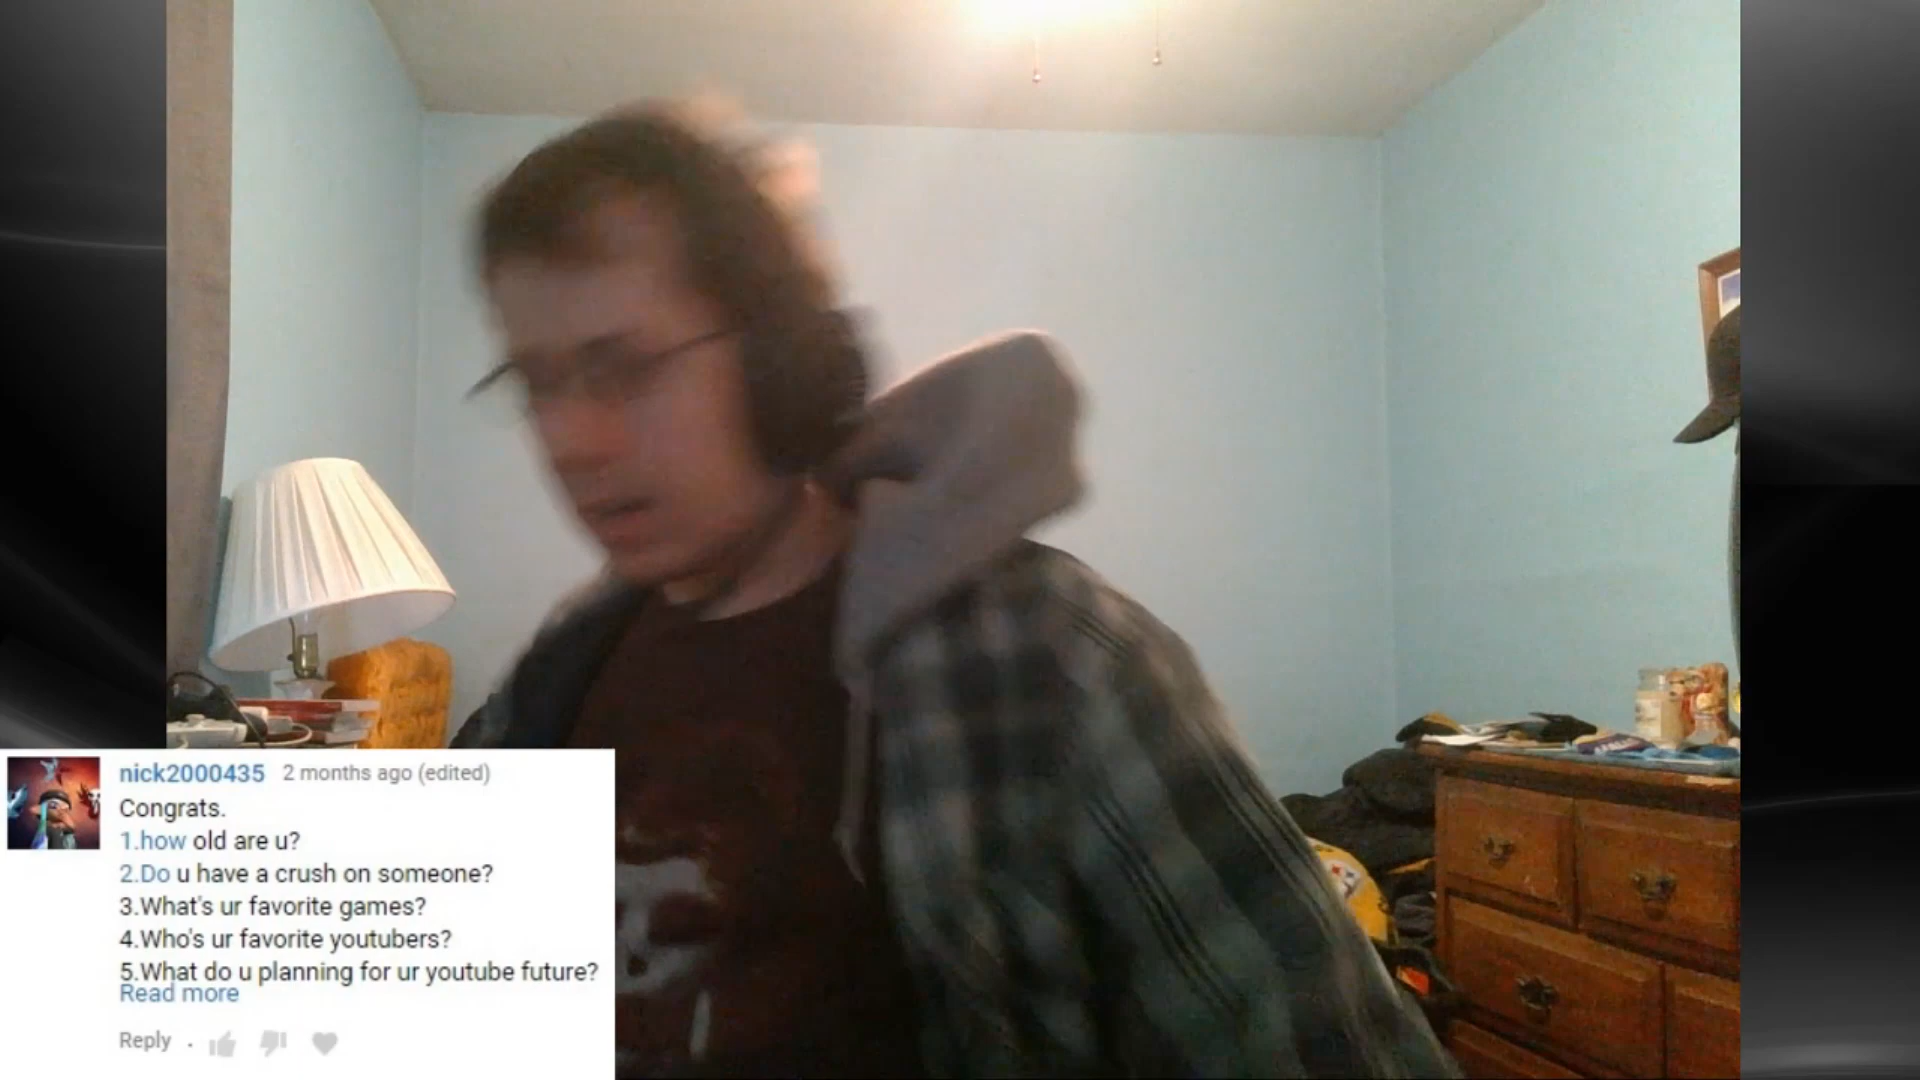 nick2000435 2 months ago (edited)
Congrats.
1.how old are u?
2.Do u have a crush on someone?
3.What's ur favorite games?
4.Who's ur favorite youtubers?
5.What do u planning for ur youtube future?
Read more
Reply .